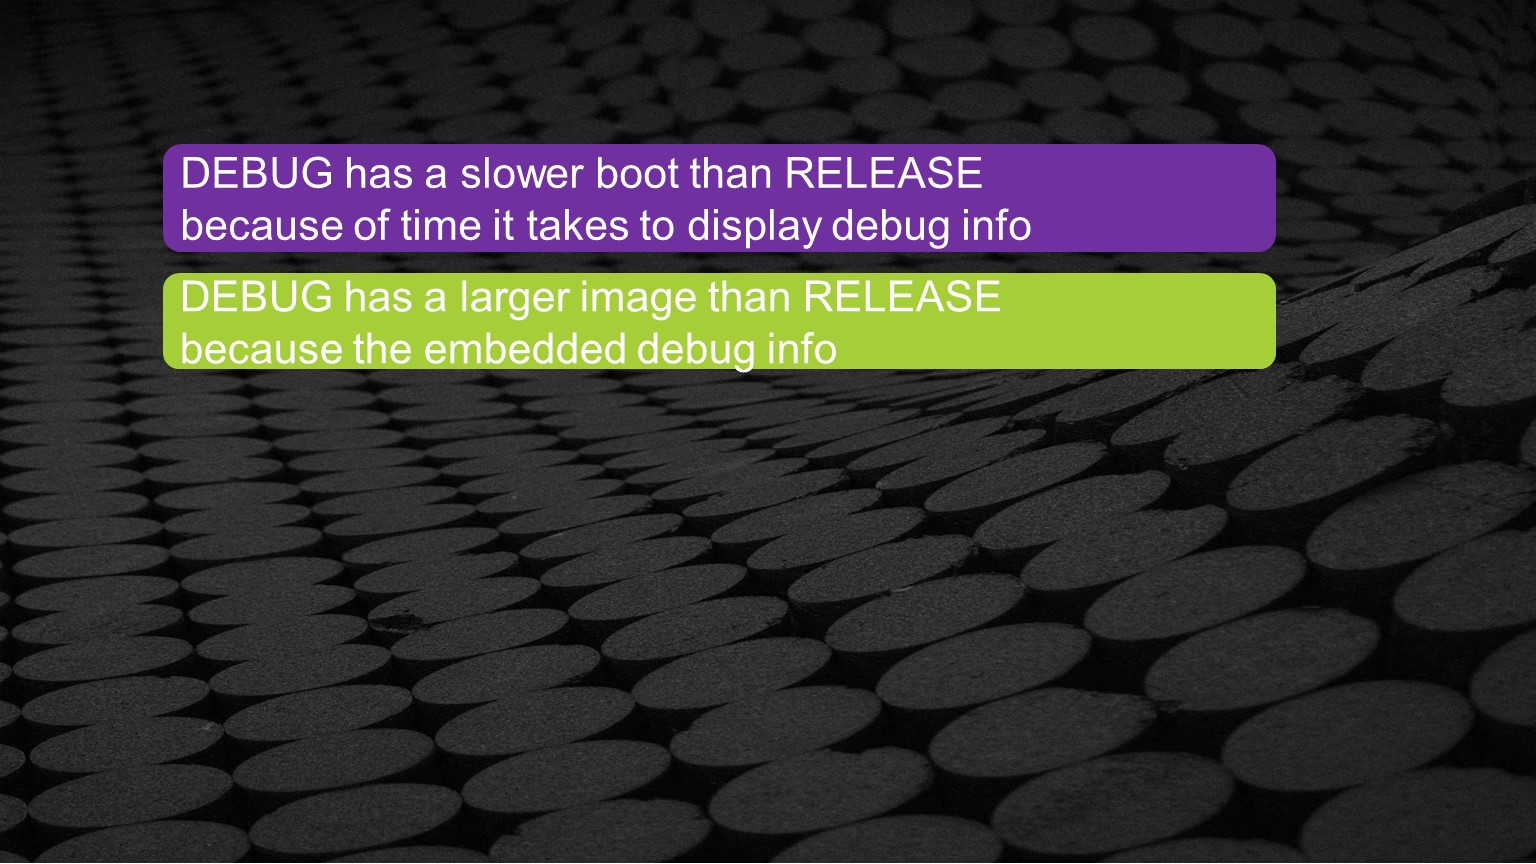 DEBUG has a slower boot than RELEASE
because of time it takes to display debug info
DEBUG has a larger image than RELEASE
because the embedded debug info